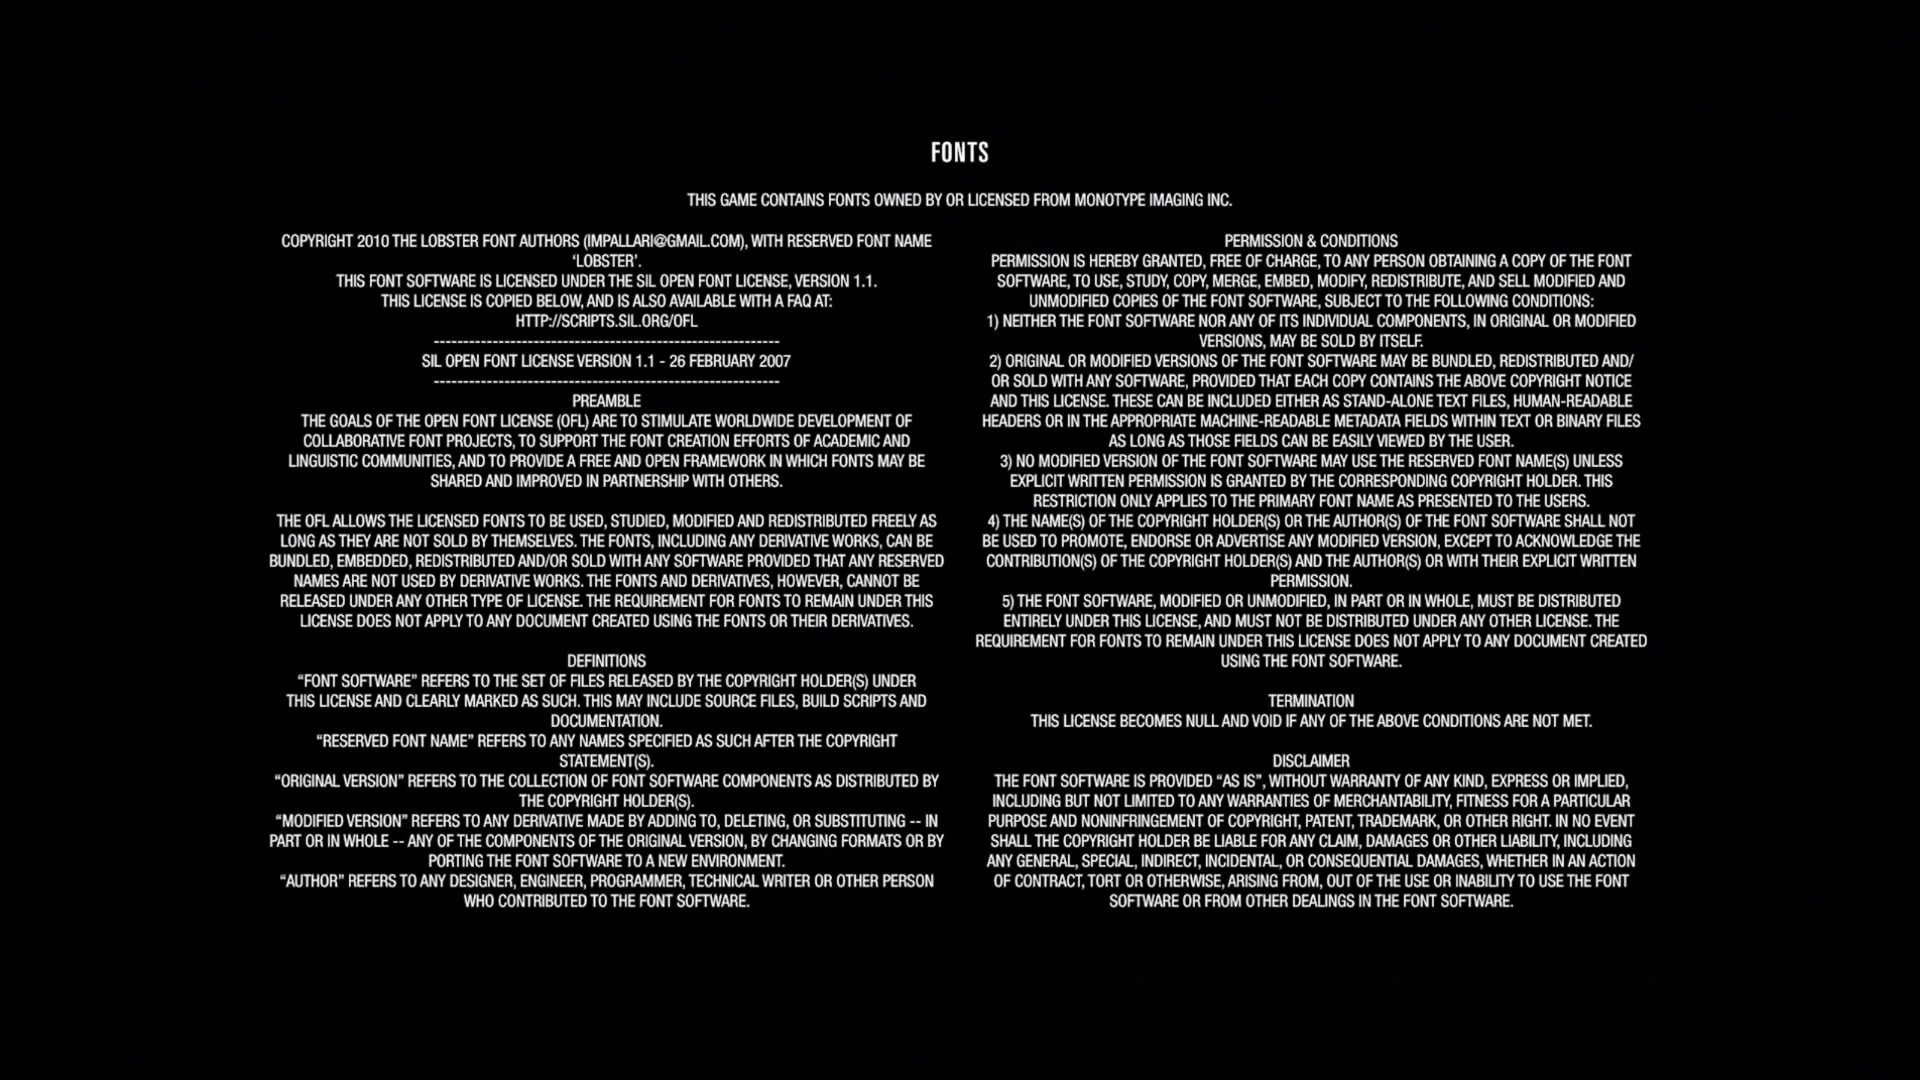 FONTS
THIS GAME CONTAINS FONTS OWNED BY OR LICENSED FROM MONOTYPE IMAGING INC.
COPYRIGHT 2010 THE LOBSTER FONT AUTHORS (IMPALLARI@GMAIL.COM), WITH RESERVED FONT NAME
‘LOBSTER’.
THIS FONT SOFTWARE IS LICENSED UNDER THE SIL OPEN FONT LICENSE, VERSION 1.1.
THIS LICENSE IS COPIED BELOW, AND IS ALSO AVAILABLE WITH A FAQ AT:
HTTP://SCRIPTS.SIL.ORG/OFL
-----------------------------------------------------------
SIL OPEN FONT LICENSE VERSION 1.1 - 26 FEBRUARY 2007
-----------------------------------------------------------
PREAMBLE
THE GOALS OF THE OPEN FONT LICENSE (OFL) ARE TO STIMULATE WORLDWIDE DEVELOPMENT OF
COLLABORATIVE FONT PROJECTS, TO SUPPORT THE FONT CREATION EFFORTS OF ACADEMIC AND
LINGUISTIC COMMUNITIES, AND TO PROVIDE A FREE AND OPEN FRAMEWORK IN WHICH FONTS MAY BE
SHARED AND IMPROVED IN PARTNERSHIP WITH OTHERS.
THE OFL ALLOWS THE LICENSED FONTS TO BE USED, STUDIED, MODIFIED AND REDISTRIBUTED FREELY AS
LONG AS THEY ARE NOT SOLD BY THEMSELVES. THE FONTS, INCLUDING ANY DERIVATIVE WORKS, CAN BE
BUNDLED, EMBEDDED, REDISTRIBUTED AND/OR SOLD WITH ANY SOFTWARE PROVIDED THAT ANY RESERVED
NAMES ARE NOT USED BY DERIVATIVE WORKS. THE FONTS AND DERIVATIVES, HOWEVER, CANNOT BE
RELEASED UNDER ANY OTHER TYPE OF LICENSE. THE REQUIREMENT FOR FONTS TO REMAIN UNDER THIS
LICENSE DOES NOT APPLY TO ANY DOCUMENT CREATED USING THE FONTS OR THEIR DERIVATIVES.
DEFINITIONS
“FONT SOFTWARE” REFERS TO THE SET OF FILES RELEASED BY THE COPYRIGHT HOLDER(S) UNDER
THIS LICENSE AND CLEARLY MARKED AS SUCH. THIS MAY INCLUDE SOURCE FILES, BUILD SCRIPTS AND
DOCUMENTATION.
“RESERVED FONT NAME” REFERS TO ANY NAMES SPECIFIED AS SUCH AFTER THE COPYRIGHT
STATEMENT(S).
“ORIGINAL VERSION” REFERS TO THE COLLECTION OF FONT SOFTWARE COMPONENTS AS DISTRIBUTED BY
THE COPYRIGHT HOLDER(S).
“MODIFIED VERSION” REFERS TO ANY DERIVATIVE MADE BY ADDING TO, DELETING, OR SUBSTITUTING -- IN
PART OR IN WHOLE -- ANY OF THE COMPONENTS OF THE ORIGINAL VERSION, BY CHANGING FORMATS OR BY
PORTING THE FONT SOFTWARE TO A NEW ENVIRONMENT.
“AUTHOR” REFERS TO ANY DESIGNER, ENGINEER, PROGRAMMER, TECHNICAL WRITER OR OTHER PERSON
WHO CONTRIBUTED TO THE FONT SOFTWARE.
PERMISSION & CONDITIONS
PERMISSION IS HEREBY GRANTED, FREE OF CHARGE, TO ANY PERSON OBTAINING A COPY OF THE FONT
SOFTWARE, TO USE, STUDY, COPY, MERGE, EMBED, MODIFY, REDISTRIBUTE, AND SELL MODIFIED AND
UNMODIFIED COPIES OF THE FONT SOFTWARE, SUBJECT TO THE FOLLOWING CONDITIONS:
1) NEITHER THE FONT SOFTWARE NOR ANY OF ITS INDIVIDUAL COMPONENTS, IN ORIGINAL OR MODIFIED
VERSIONS, MAY BE SOLD BY ITSELF.
2) ORIGINAL OR MODIFIED VERSIONS OF THE FONT SOFTWARE MAY BE BUNDLED, REDISTRIBUTED AND/
OR SOLD WITH ANY SOFTWARE, PROVIDED THAT EACH COPY CONTAINS THE ABOVE COPYRIGHT NOTICE
AND THIS LICENSE. THESE CAN BE INCLUDED EITHER AS STAND-ALONE TEXT FILES, HUMAN-READABLE
HEADERS OR IN THE APPROPRIATE MACHINE-READABLE METADATA FIELDS WITHIN TEXT OR BINARY FILES
AS LONG AS THOSE FIELDS CAN BE EASILY VIEWED BY THE USER.
3) NO MODIFIED VERSION OF THE FONT SOFTWARE MAY USE THE RESERVED FONT NAME(S) UNLESS
EXPLICIT WRITTEN PERMISSION IS GRANTED BY THE CORRESPONDING COPYRIGHT HOLDER. THIS
RESTRICTION ONLY APPLIES TO THE PRIMARY FONT NAME AS PRESENTED TO THE USERS.
4) THE NAME(S) OF THE COPYRIGHT HOLDER(S) OR THE AUTHOR(S) OF THE FONT SOFTWARE SHALL NOT
BE USED TO PROMOTE, ENDORSE OR ADVERTISE ANY MODIFIED VERSION, EXCEPT TO ACKNOWLEDGE THE
CONTRIBUTION(S) OF THE COPYRIGHT HOLDER(S) AND THE AUTHOR(S) OR WITH THEIR EXPLICIT WRITTEN
PERMISSION.
5) THE FONT SOFTWARE, MODIFIED OR UNMODIFIED, IN PART OR IN WHOLE, MUST BE DISTRIBUTED
ENTIRELY UNDER THIS LICENSE, AND MUST NOT BE DISTRIBUTED UNDER ANY OTHER LICENSE. THE
REQUIREMENT FOR FONTS TO REMAIN UNDER THIS LICENSE DOES NOT APPLY TO ANY DOCUMENT CREATED
USING THE FONT SOFTWARE.
TERMINATION
THIS LICENSE BECOMES NULL AND VOID IF ANY OF THE ABOVE CONDITIONS ARE NOT MET.
DISCLAIMER
THE FONT SOFTWARE IS PROVIDED “AS IS”, WITHOUT WARRANTY OF ANY KIND, EXPRESS OR IMPLIED,
INCLUDING BUT NOT LIMITED TO ANY WARRANTIES OF MERCHANTABILITY, FITNESS FOR A PARTICULAR
PURPOSE AND NONINFRINGEMENT OF COPYRIGHT, PATENT, TRADEMARK, OR OTHER RIGHT. IN NO EVENT
SHALL THE COPYRIGHT HOLDER BE LIABLE FOR ANY CLAIM, DAMAGES OR OTHER LIABILITY, INCLUDING
ANY GENERAL, SPECIAL, INDIRECT, INCIDENTAL, OR CONSEQUENTIAL DAMAGES, WHETHER IN AN ACTION
OF CONTRACT, TORT OR OTHERWISE, ARISING FROM, OUT OF THE USE OR INABILITY TO USE THE FONT
SOFTWARE OR FROM OTHER DEALINGS IN THE FONT SOFTWARE.